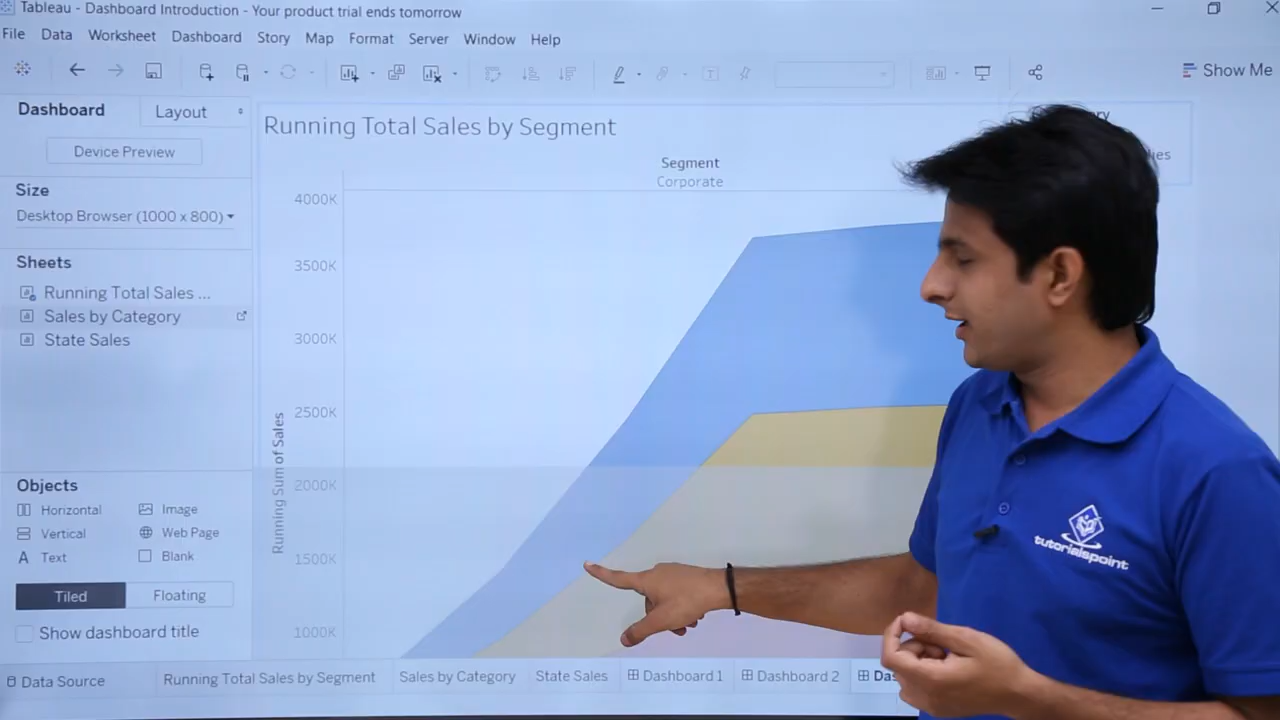 Tableau - Dashboard Introduction - Your product trial ends tomorrow
File Data Worksheet Dashboard Story Map Format Server Window Help
Show Me
Dashboard Layout
Device Preview
Size
Desktop Browser (1000 x 800)
Sheets
Running Total Sales ...
Sales by Category
State Sales
Objects
Horizontal Image
Vertical Web Page
A Text Blank
Tiled Floating
Show dashboard title
Running Total Sales by Segment
Segment
Corporate
4000K
3500K
3000K
2500K
2000K
1500K
1000K
Running Sum of Sales
tutorialspoint
Data Source Running Total Sales by Segment Sales by Category State Sales Dashboard 1 Dashboard 2